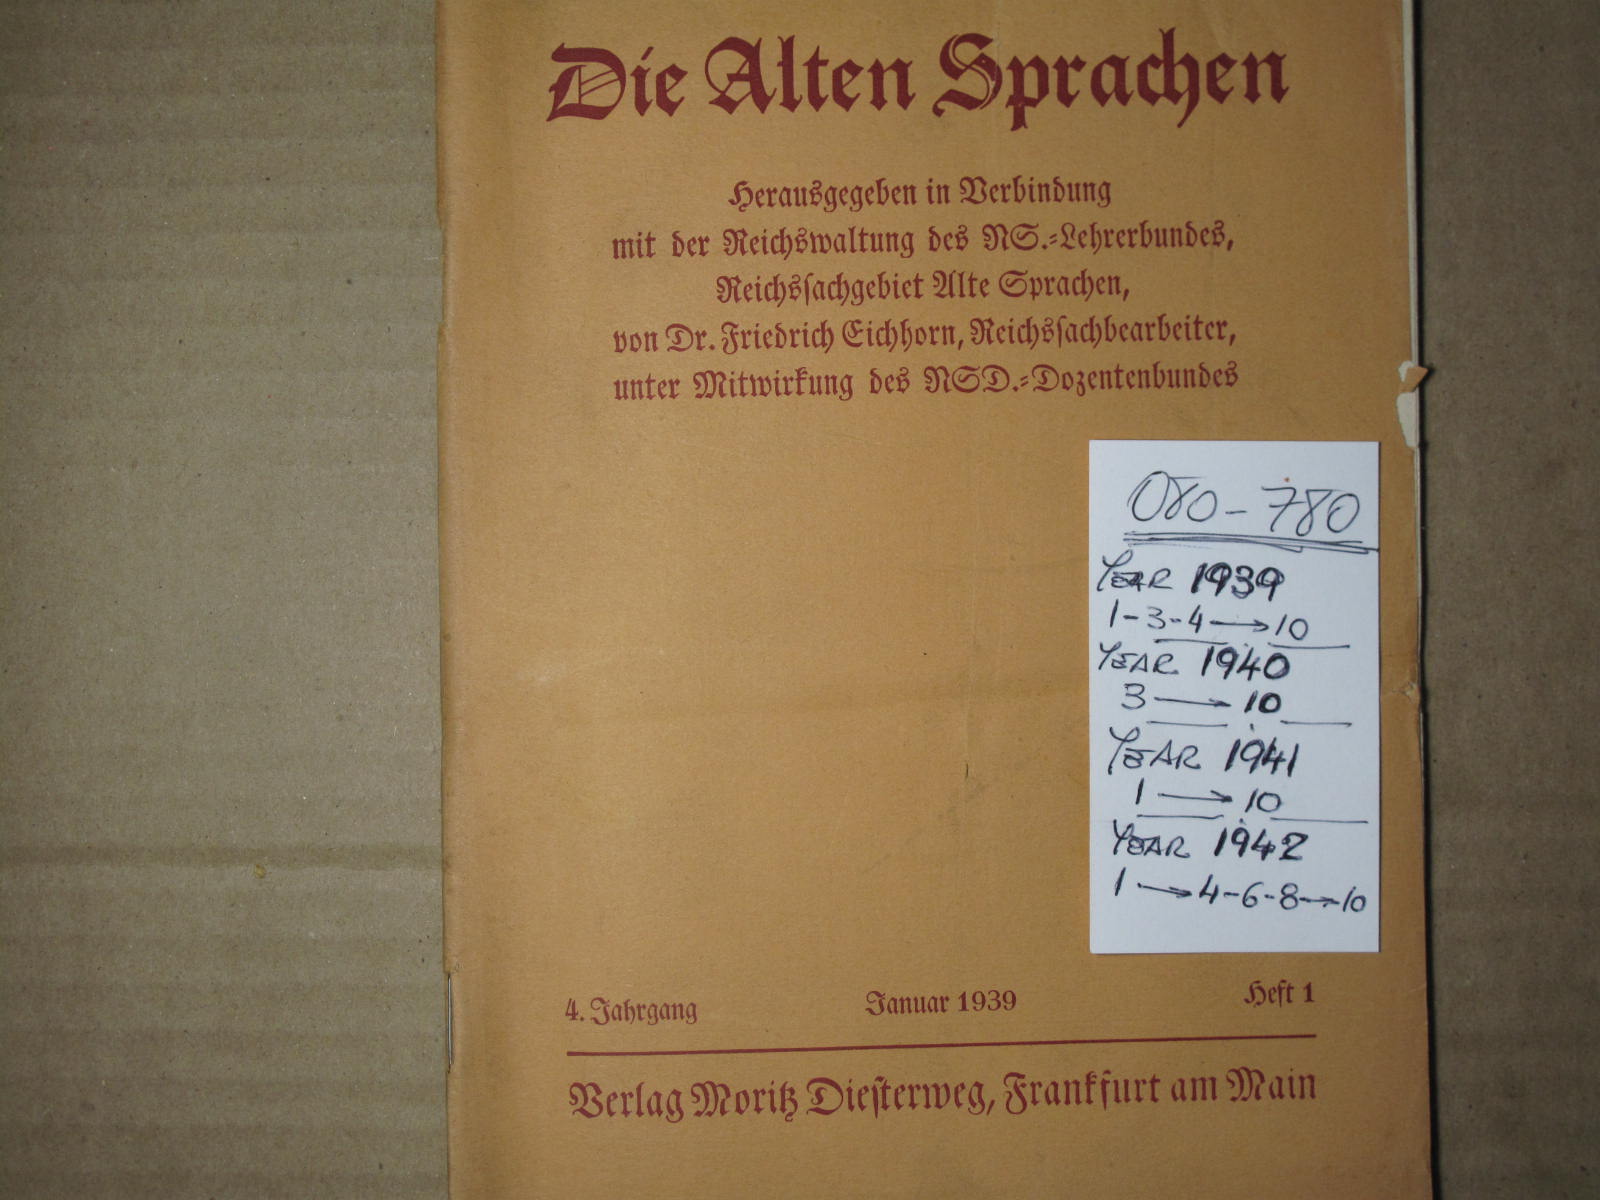 Die Alten Sprachen
Herausgegeben in Verbindung
mit der Reichswaltung des NS.=Lehrerbundes,
Reichsſachgebiet Alte Sprachen,
von Dr. Friedrich Eichhorn, Reichsſachbearbeiter,
unter Mitwirkung des NSD.=Dozentenbundes
080-780
YEAR 1939
1-3-4→10
YEAR 1940
3→10
YEAR 1941
1→10
YEAR 1942
1→4-6-8→10
4. Jahrgang Januar 1939 Heft 1
Verlag Moritz Dieſterweg, Frankfurt am Main